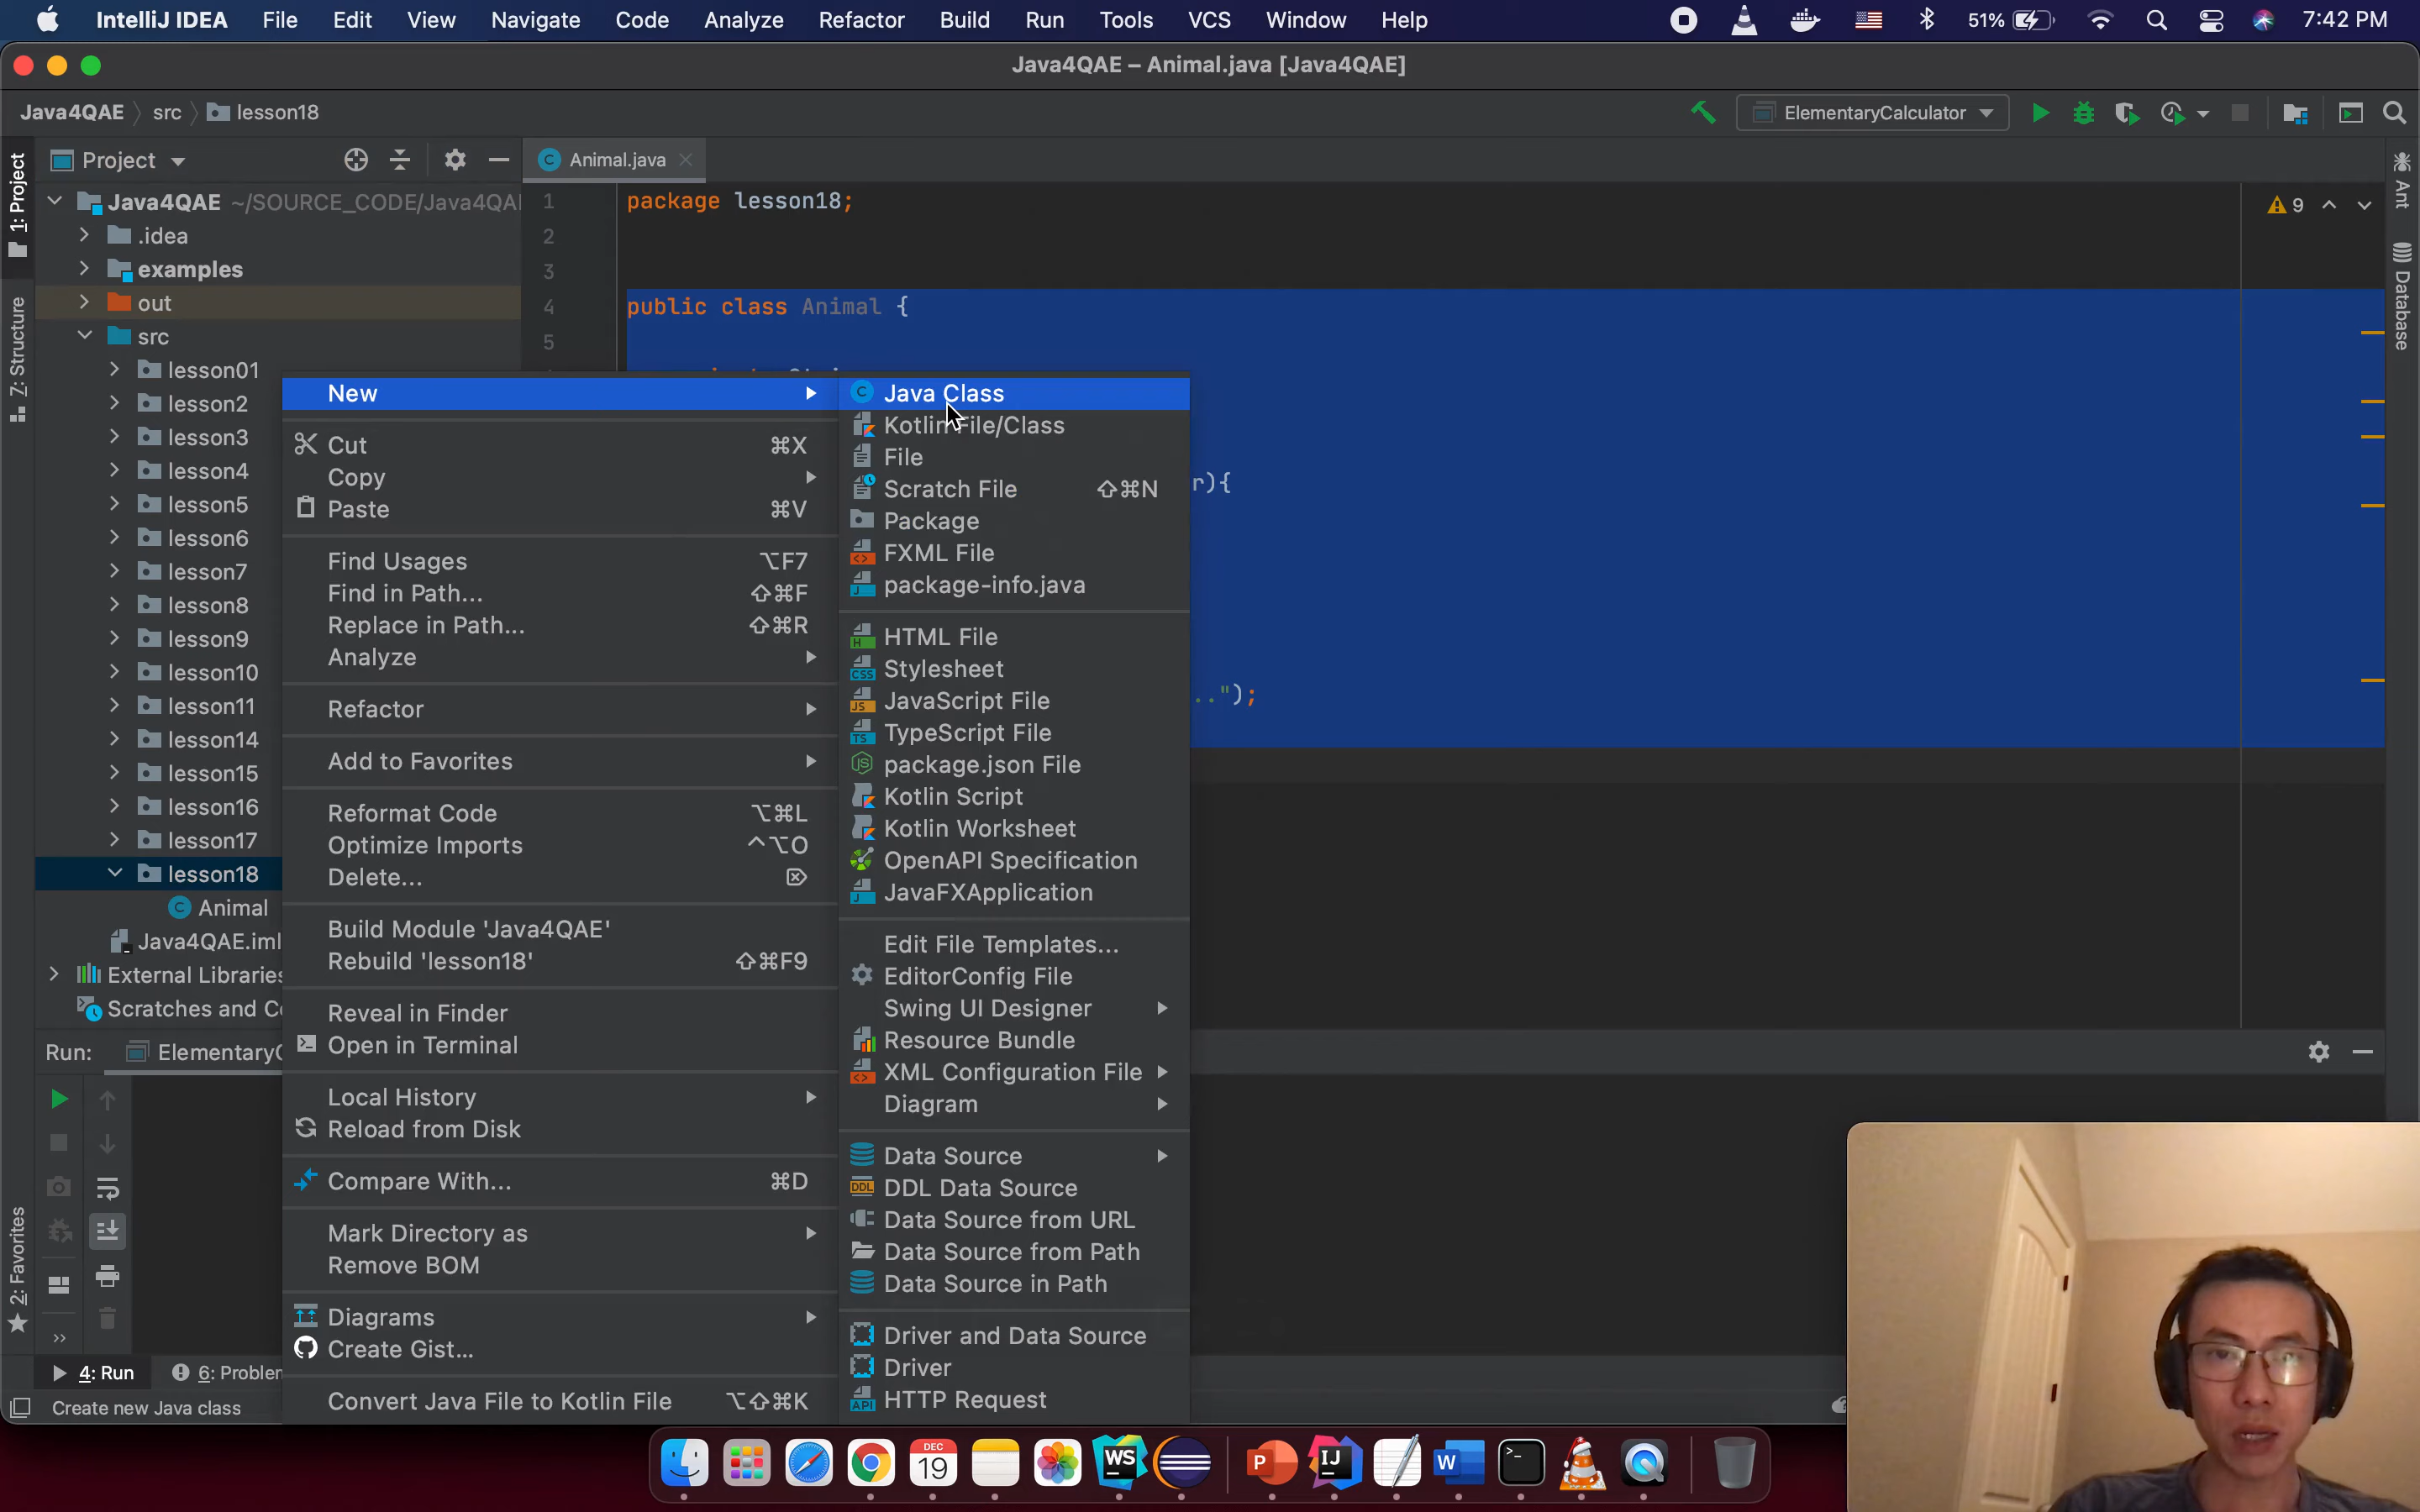 IntelliJ IDEA File Edit View Navigate Code Analyze Refactor Build Run Tools VCS Window Help 51% 7:42 PM
Java4QAE – Animal.java [Java4QAE]
Java4QAE src lesson18 ElementaryCalculator
1: Project
7: Structure
2: Favorites
Project
Java4QAE ~/SOURCE_CODE/Java4QAE
.idea
examples
out
src
lesson01
lesson2
lesson3
lesson4
lesson5
lesson6
lesson7
lesson8
lesson9
lesson10
lesson11
lesson14
lesson15
lesson16
lesson17
lesson18
Animal
Java4QAE.iml
External Libraries
Scratches and C
Animal.java
1 package lesson18;
2
3
4 public class Animal {
5
r){
..");
9
Ant
Database
New
Cut ⌘X
Copy
Paste ⌘V
Find Usages ⌥F7
Find in Path... ⇧⌘F
Replace in Path... ⇧⌘R
Analyze
Refactor
Add to Favorites
Reformat Code ⌥⌘L
Optimize Imports ^⌥O
Delete... ⌦
Build Module 'Java4QAE'
Rebuild 'lesson18' ⇧⌘F9
Reveal in Finder
Open in Terminal
Local History
Reload from Disk
Compare With... ⌘D
Mark Directory as
Remove BOM
Diagrams
Create Gist...
Convert Java File to Kotlin File ⌥⇧⌘K
Java Class
Kotlin File/Class
File
Scratch File ⇧⌘N
Package
FXML File
package-info.java
HTML File
Stylesheet
JavaScript File
TypeScript File
package.json File
Kotlin Script
Kotlin Worksheet
OpenAPI Specification
JavaFXApplication
Edit File Templates...
EditorConfig File
Swing UI Designer
Resource Bundle
XML Configuration File
Diagram
Data Source
DDL Data Source
Data Source from URL
Data Source from Path
Data Source in Path
Driver and Data Source
Driver
HTTP Request
Run: ElementaryC
4: Run 6: Problem
Create new Java class
DEC
19
WS
P
IJ
W